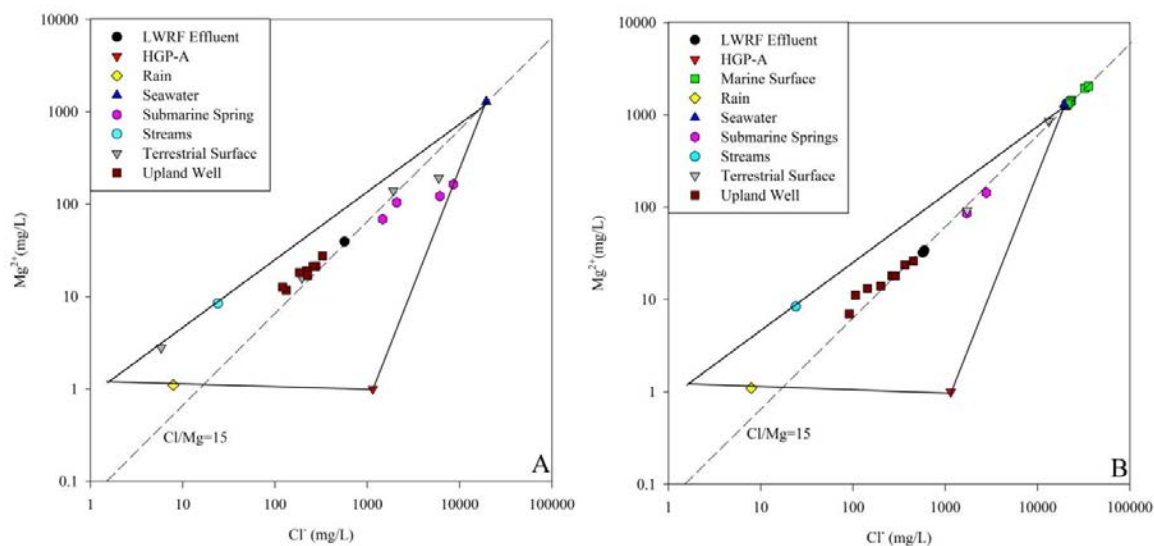 10000
1000
100
10
1
0.1
Mg²⁺(mg/L)
LWRF Effluent
HGP-A
Rain
Seawater
Submarine Spring
Streams
Terrestrial Surface
Upland Well
Cl/Mg=15
A
1 10 100 1000 10000 100000
Cl⁻ (mg/L)
10000
1000
100
10
1
0.1
Mg²⁺(mg/L)
LWRF Effluent
HGP-A
Marine Surface
Rain
Seawater
Submarine Springs
Streams
Terrestrial Surface
Upland Well
Cl/Mg=15
B
1 10 100 1000 10000 100000
Cl⁻ (mg/L)